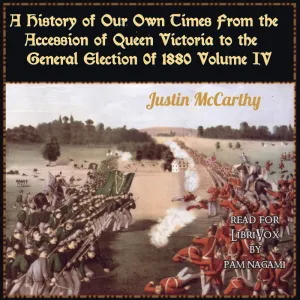 A History of Our Own Times From the
Accession of Queen Victoria to the
General Election Of 1880 Volume IV
Justin McCarthy
READ FOR
LIBRIVOX
BY
PAM NAGAMI